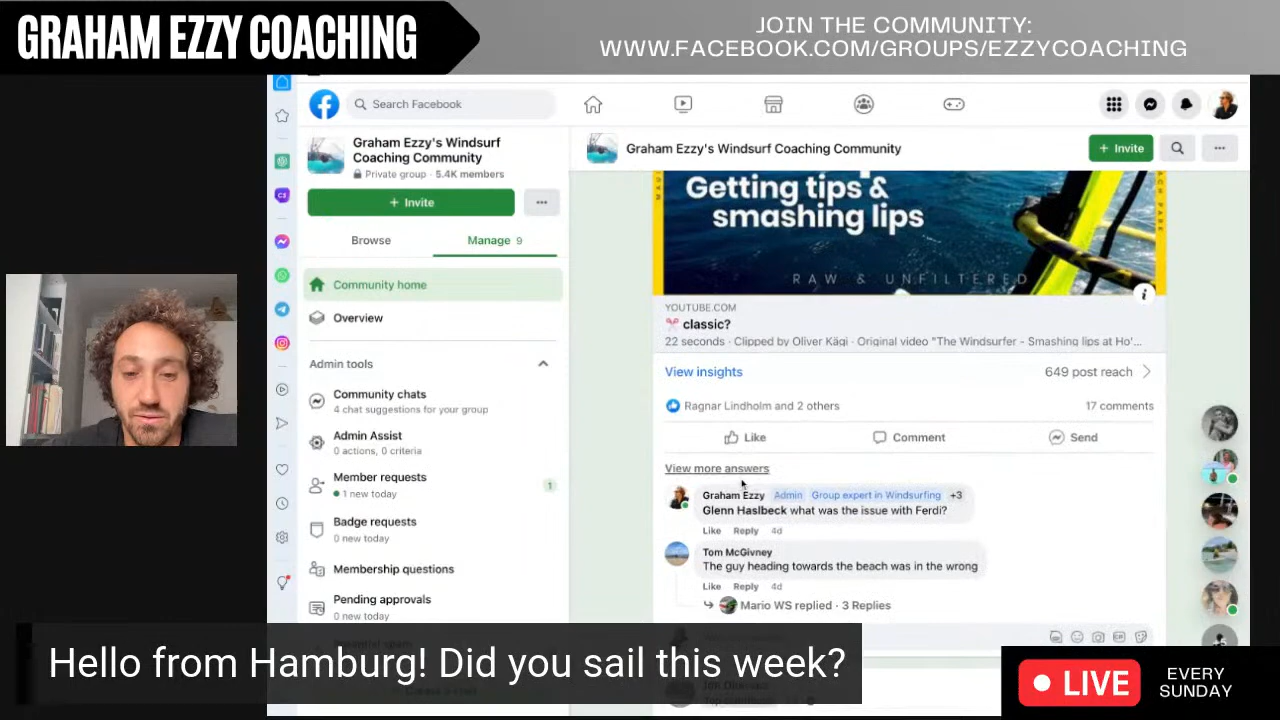 GRAHAM EZZY COACHING
JOIN THE COMMUNITY:
WWW.FACEBOOK.COM/GROUPS/EZZYCOACHING
Search Facebook
Graham Ezzy's Windsurf
Coaching Community
Private group · 5.4K members
+ Invite
Browse
Manage 9
Community home
Overview
Admin tools
Community chats
4 chat suggestions for your group
Admin Assist
0 actions, 0 criteria
Member requests
1 new today
1
Badge requests
0 new today
Membership questions
Pending approvals
0 new today
Graham Ezzy's Windsurf Coaching Community
+ Invite
Getting tips &
smashing lips
RAW & UNFILTERED
YOUTUBE.COM
classic?
22 seconds · Clipped by Oliver Kägi · Original video "The Windsurfer - Smashing lips at Ho'...
View insights
649 post reach
Ragnar Lindholm and 2 others
17 comments
Like
Comment
Send
View more answers
Graham Ezzy Admin Group expert in Windsurfing +3
Glenn Haslbeck what was the issue with Ferdi?
Like Reply 4d
Tom McGivney
The guy heading towards the beach was in the wrong
Like Reply 4d
Mario WS replied · 3 Replies
Hello from Hamburg! Did you sail this week?
LIVE
EVERY
SUNDAY